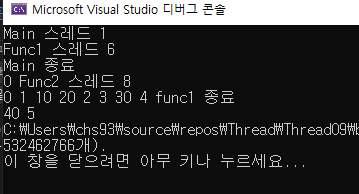 Microsoft Visual Studio 디버그 콘솔
Main 스레드 1
Func1 스레드 6
Main 종료
0 Func2 스레드 8
0 1 10 20 2 3 30 4 func1 종료
40 5
C:\Users\chs93\source\repos\Thread\Thread09\b
532462766개).
이 창을 닫으려면 아무 키나 누르세요...